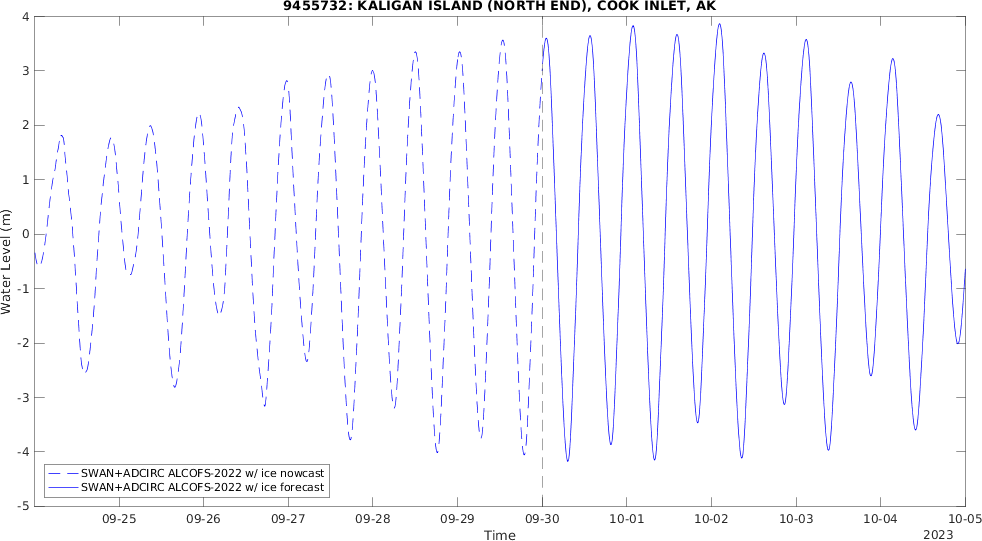 9455732: KALIGAN ISLAND (NORTH END), COOK INLET, AK
4
3
2
1
0
-1
-2
-3
-4
-5
Water Level (m)
SWAN+ADCIRC ALCOFS-2022 w/ ice nowcast
SWAN+ADCIRC ALCOFS-2022 w/ ice forecast
09-25 09-26 09-27 09-28 09-29 09-30 10-01 10-02 10-03 10-04 10-05
Time
2023